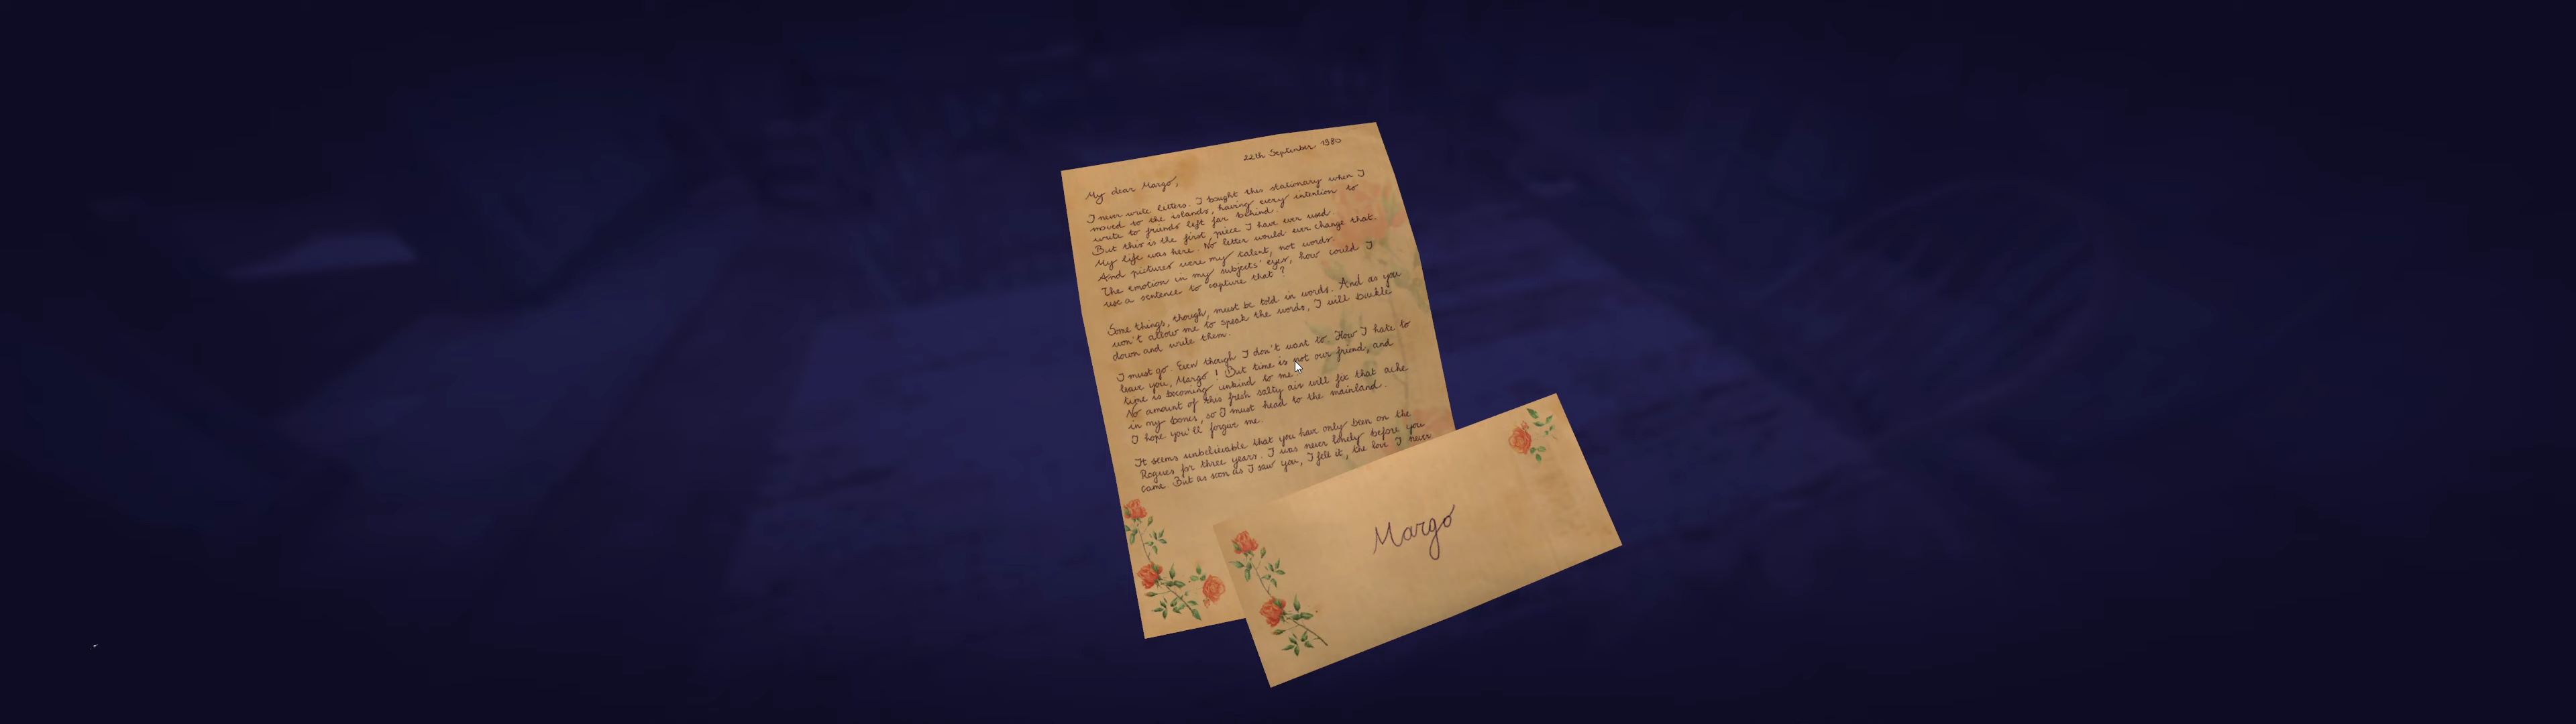 22th September 1980
My dear Margo,
I never write letters. I bought this stationary when I
moved to the islands, having every intention to
write to friends left far behind.
But this is the first piece I have ever used.
My life was here. No letter would ever change that.
And pictures were my talent, not words.
The emotion in my subjects' eyes, how could I
use a sentence to capture that?
Some things, though, must be told in words. And as you
won't allow me to speak the words, I will buckle
down and write them.
I must go. Even though I don't want to. How I hate to
leave you, Margo! But time is not our friend, and
time is becoming unkind to me.
No amount of this fresh salty air will fix that ache
in my bones, so I must head to the mainland.
I hope you'll forgive me.
It seems unbelievable that you have only been on the
Rogues for three years. I was never lonely before you
came. But as soon as I saw you, I felt it, the love I never
Margo